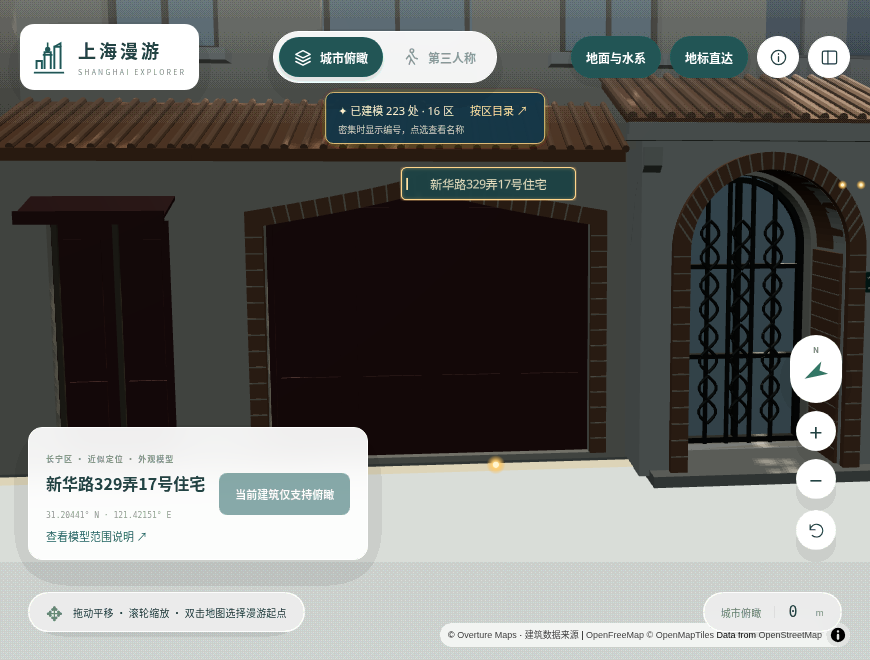 上海漫游
SHANGHAI EXPLORER
城市俯瞰
第三人称
地面与水系
地标直达
✦ 已建模 223 处 · 16 区 按区目录 ↗
密集时显示编号，点选查看名称
新华路329弄17号住宅
N
长宁区 · 近似定位 · 外观模型
新华路329弄17号住宅
当前建筑仅支持俯瞰
31.20441° N · 121.42151° E
查看模型范围说明 ↗
拖动平移 · 滚轮缩放 · 双击地图选择漫游起点
城市俯瞰 0 m
© Overture Maps · 建筑数据来源 | OpenFreeMap © OpenMapTiles Data from OpenStreetMap